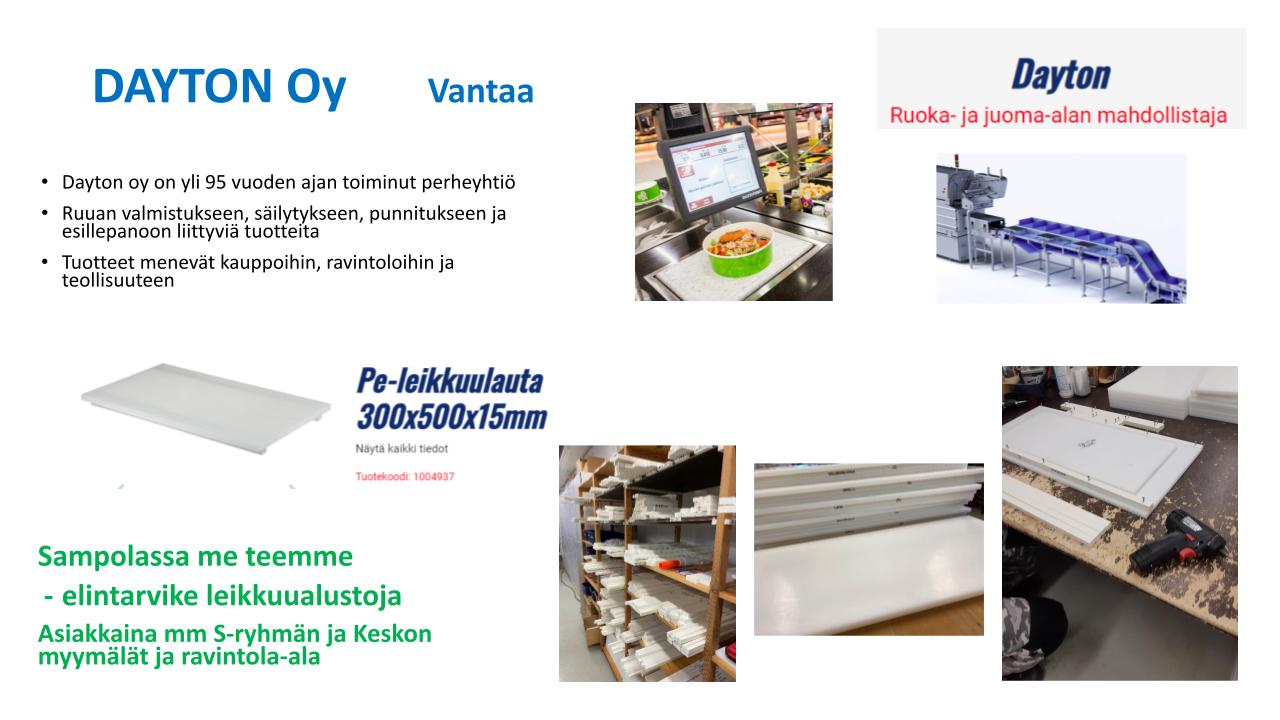 DAYTON Oy Vantaa
Dayton
Ruoka- ja juoma-alan mahdollistaja
• Dayton oy on yli 95 vuoden ajan toiminut perheyhtiö
• Ruuan valmistukseen, säilytykseen, punnitukseen ja
esillepanoon liittyviä tuotteita
• Tuotteet menevät kauppoihin, ravintoloihin ja
teollisuuteen
Pe-leikkuulauta
300x500x15mm
Näytä kaikki tiedot
Tuotekoodi: 1004937
Sampolassa me teemme
- elintarvike leikkuualustoja
Asiakkaina mm S-ryhmän ja Keskon
myymälät ja ravintola-ala